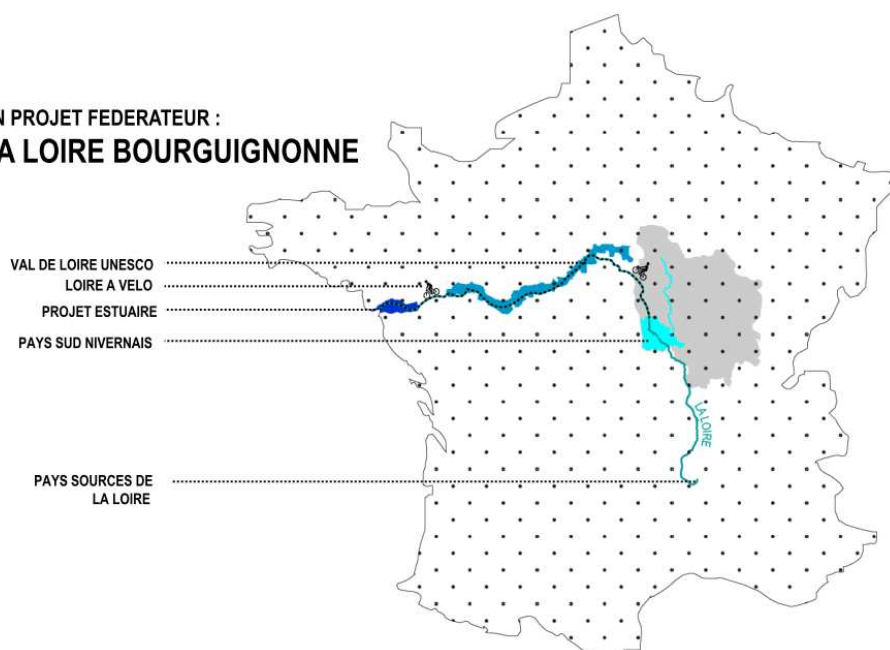 N PROJET FEDERATEUR :
A LOIRE BOURGUIGNONNE
VAL DE LOIRE UNESCO
LOIRE A VELO
PROJET ESTUAIRE
PAYS SUD NIVERNAIS
LA LOIRE
PAYS SOURCES DE
LA LOIRE